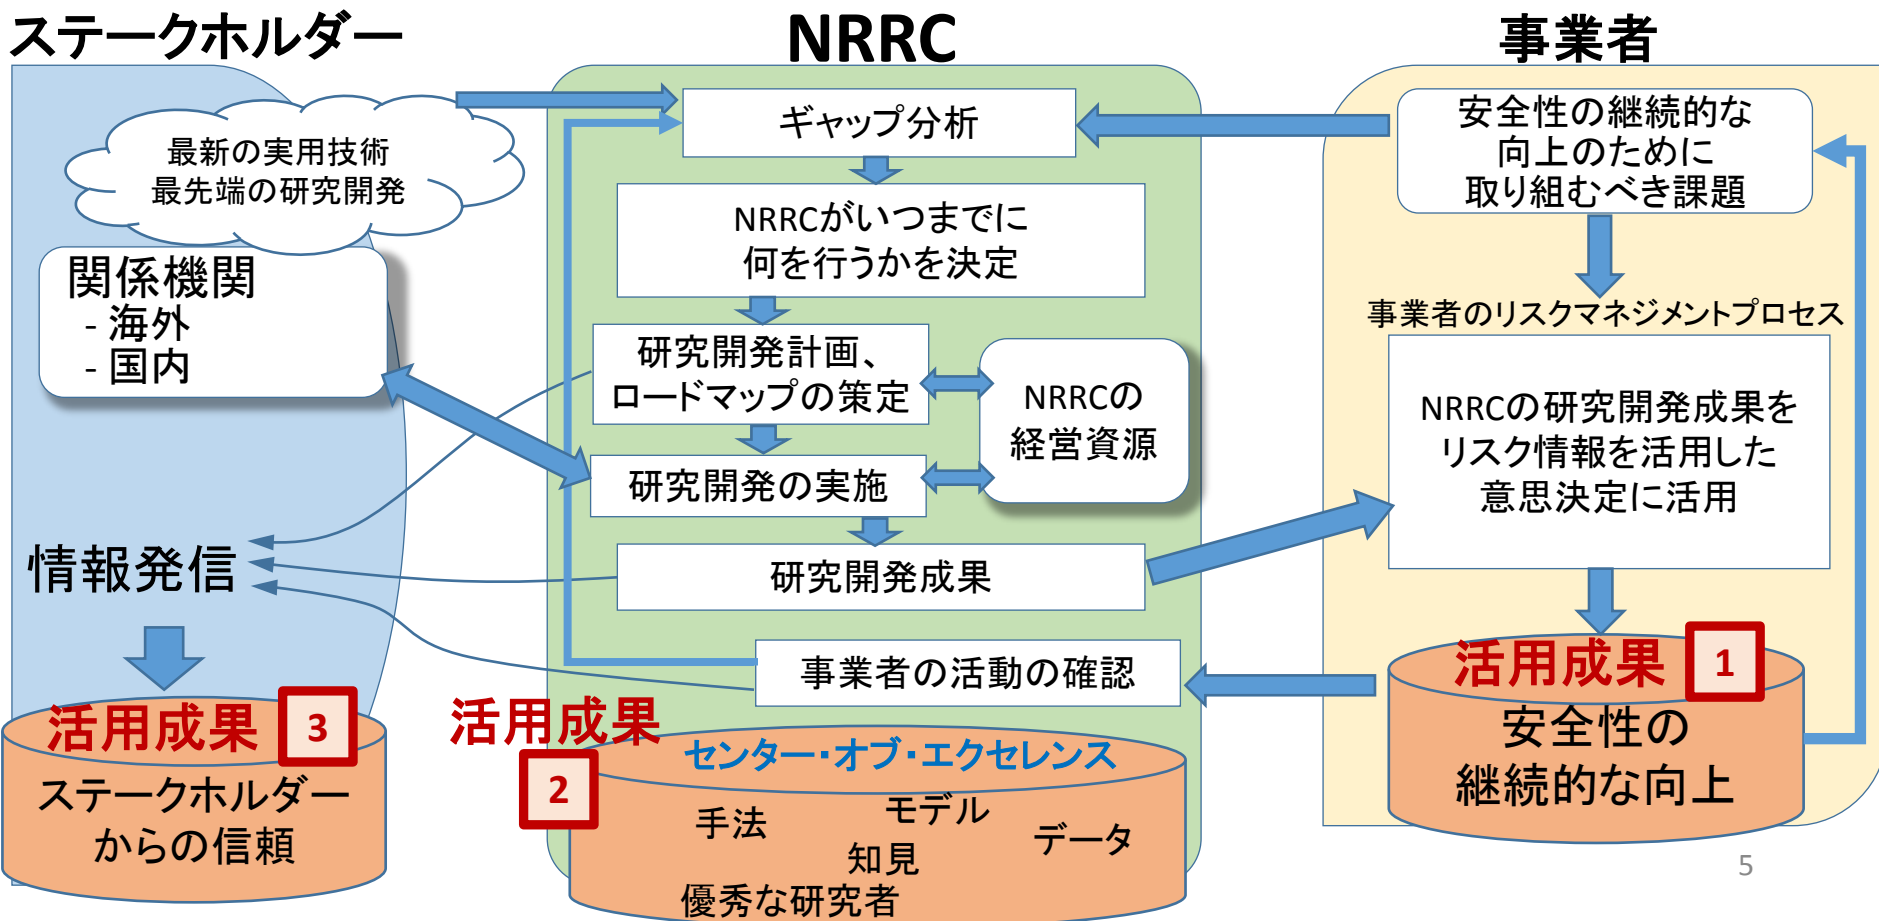 ステークホルダー
最新の実用技術
最先端の研究開発
関係機関
- 海外
- 国内
情報発信
活用成果 3
ステークホルダー
からの信頼
NRRC
ギャップ分析
NRRCがいつまでに
何を行うかを決定
研究開発計画、
ロードマップの策定
NRRCの
経営資源
研究開発の実施
研究開発成果
事業者の活動の確認
活用成果
2
センター・オブ・エクセレンス
手法
モデル
データ
知見
優秀な研究者
事業者
安全性の継続的な
向上のために
取り組むべき課題
事業者のリスクマネジメントプロセス
NRRCの研究開発成果を
リスク情報を活用した
意思決定に活用
活用成果 1
安全性の
継続的な向上
5